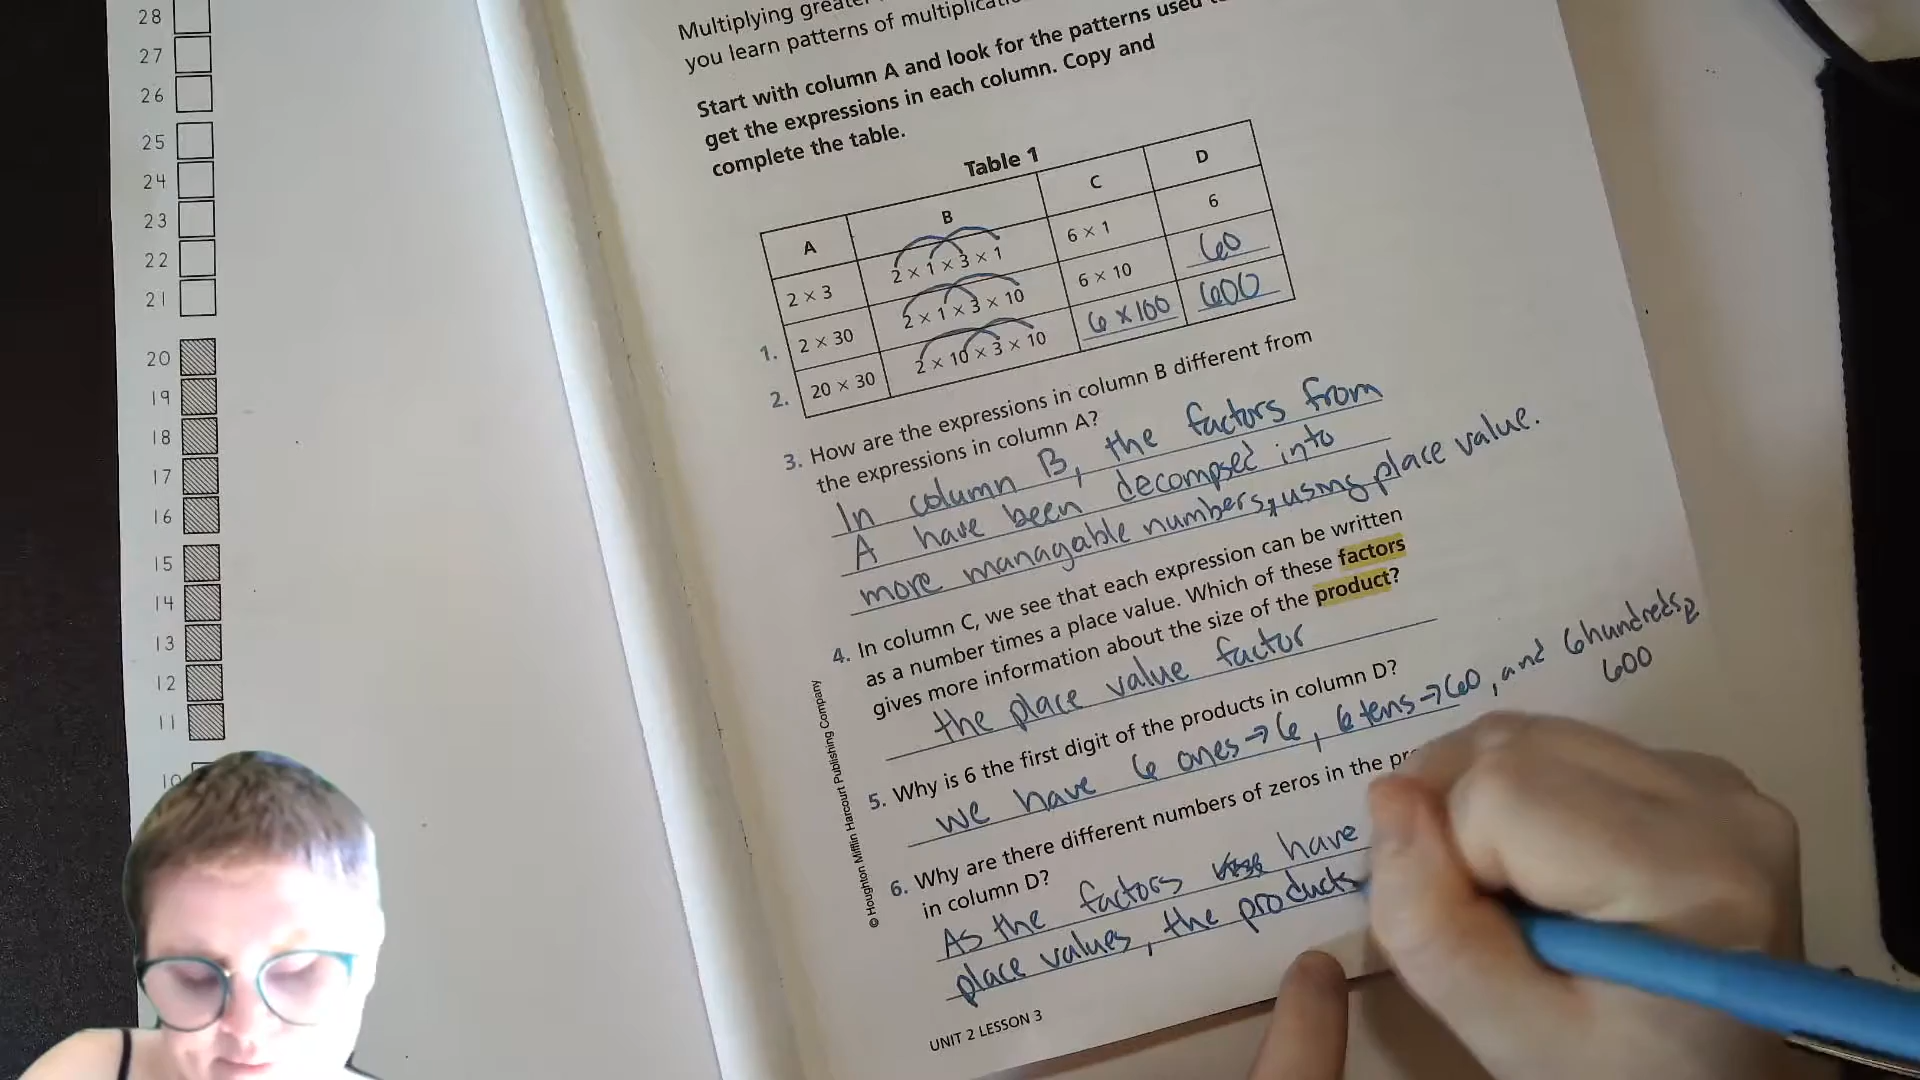 28
27
26
25
24
23
22
21
20
19
18
17
16
15
14
13
12
11
10
Multiplying
you learn patterns of
Start with column A and look for the patterns used
get the expressions in each column. Copy and
complete the table.
Table 1
A B C D
2 × 3 2 × 1 × 3 × 1 6 × 1 6
1. 2 × 30 2 × 1 × 3 × 10 6 × 10 60
2. 20 × 30 2 × 10 × 3 × 10 6 × 100 600
3. How are the expressions in column B different from
the expressions in column A?
In column B, the factors from
A have been decompsed into
more managable numbers, using place value.
4. In column C, we see that each expression can be written
as a number times a place value. Which of these factors
gives more information about the size of the product?
the place value factor
5. Why is 6 the first digit of the products in column D?
we have 6 ones → 6, 6 tens → 60, and 6 hundreds,
600
6. Why are there different numbers of zeros in the
in column D?
As the factors have
place values, the products
© Houghton Mifflin Harcourt Publishing Company
UNIT 2 LESSON 3